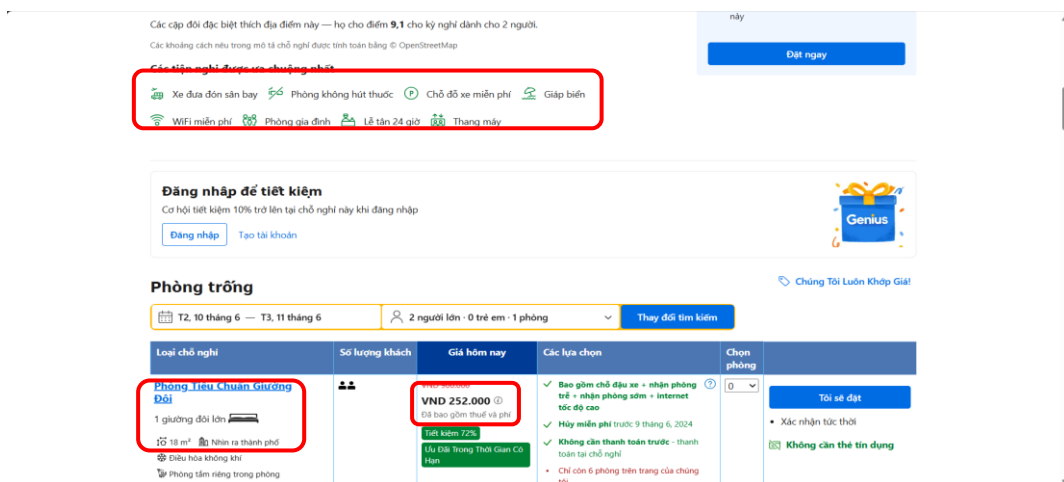 Các cặp đôi đặc biệt thích địa điểm này — họ cho điểm 9,1 cho kỳ nghỉ dành cho 2 người.
này
Các khoảng cách nêu trong mô tả chỗ nghỉ được tính toán bằng © OpenStreetMap
Đặt ngay
Các tiện nghi được ưa chuộng nhất
Xe đưa đón sân bay Phòng không hút thuốc Chỗ đỗ xe miễn phí Giáp biển
WiFi miễn phí Phòng gia đình Lễ tân 24 giờ Thang máy
Đăng nhập để tiết kiệm
Cơ hội tiết kiệm 10% trở lên tại chỗ nghỉ này khi đăng nhập
Đăng nhập Tạo tài khoản
Genius
Phòng trống
Chúng Tôi Luôn Khớp Giá!
T2, 10 tháng 6 — T3, 11 tháng 6 2 người lớn · 0 trẻ em · 1 phòng Thay đổi tìm kiếm
Loại chỗ nghỉ Số lượng khách Giá hôm nay Các lựa chọn Chọn phòng
Phòng Tiêu Chuẩn Giường Đôi
1 giường đôi lớn
18 m² Nhìn ra thành phố
Điều hòa không khí
Phòng tắm riêng trong phòng
VND 252.000
Đã bao gồm thuế và phí
Tiết kiệm 72%
Ưu Đãi Trong Thời Gian Có Hạn
Bao gồm chỗ đậu xe + nhận phòng trễ + nhận phòng sớm + internet tốc độ cao
Hủy miễn phí trước 9 tháng 6, 2024
Không cần thanh toán trước - thanh toán tại chỗ nghỉ
Chỉ còn 6 phòng trên trang của chúng tôi
0
Tôi sẽ đặt
Xác nhận tức thời
Không cần thẻ tín dụng